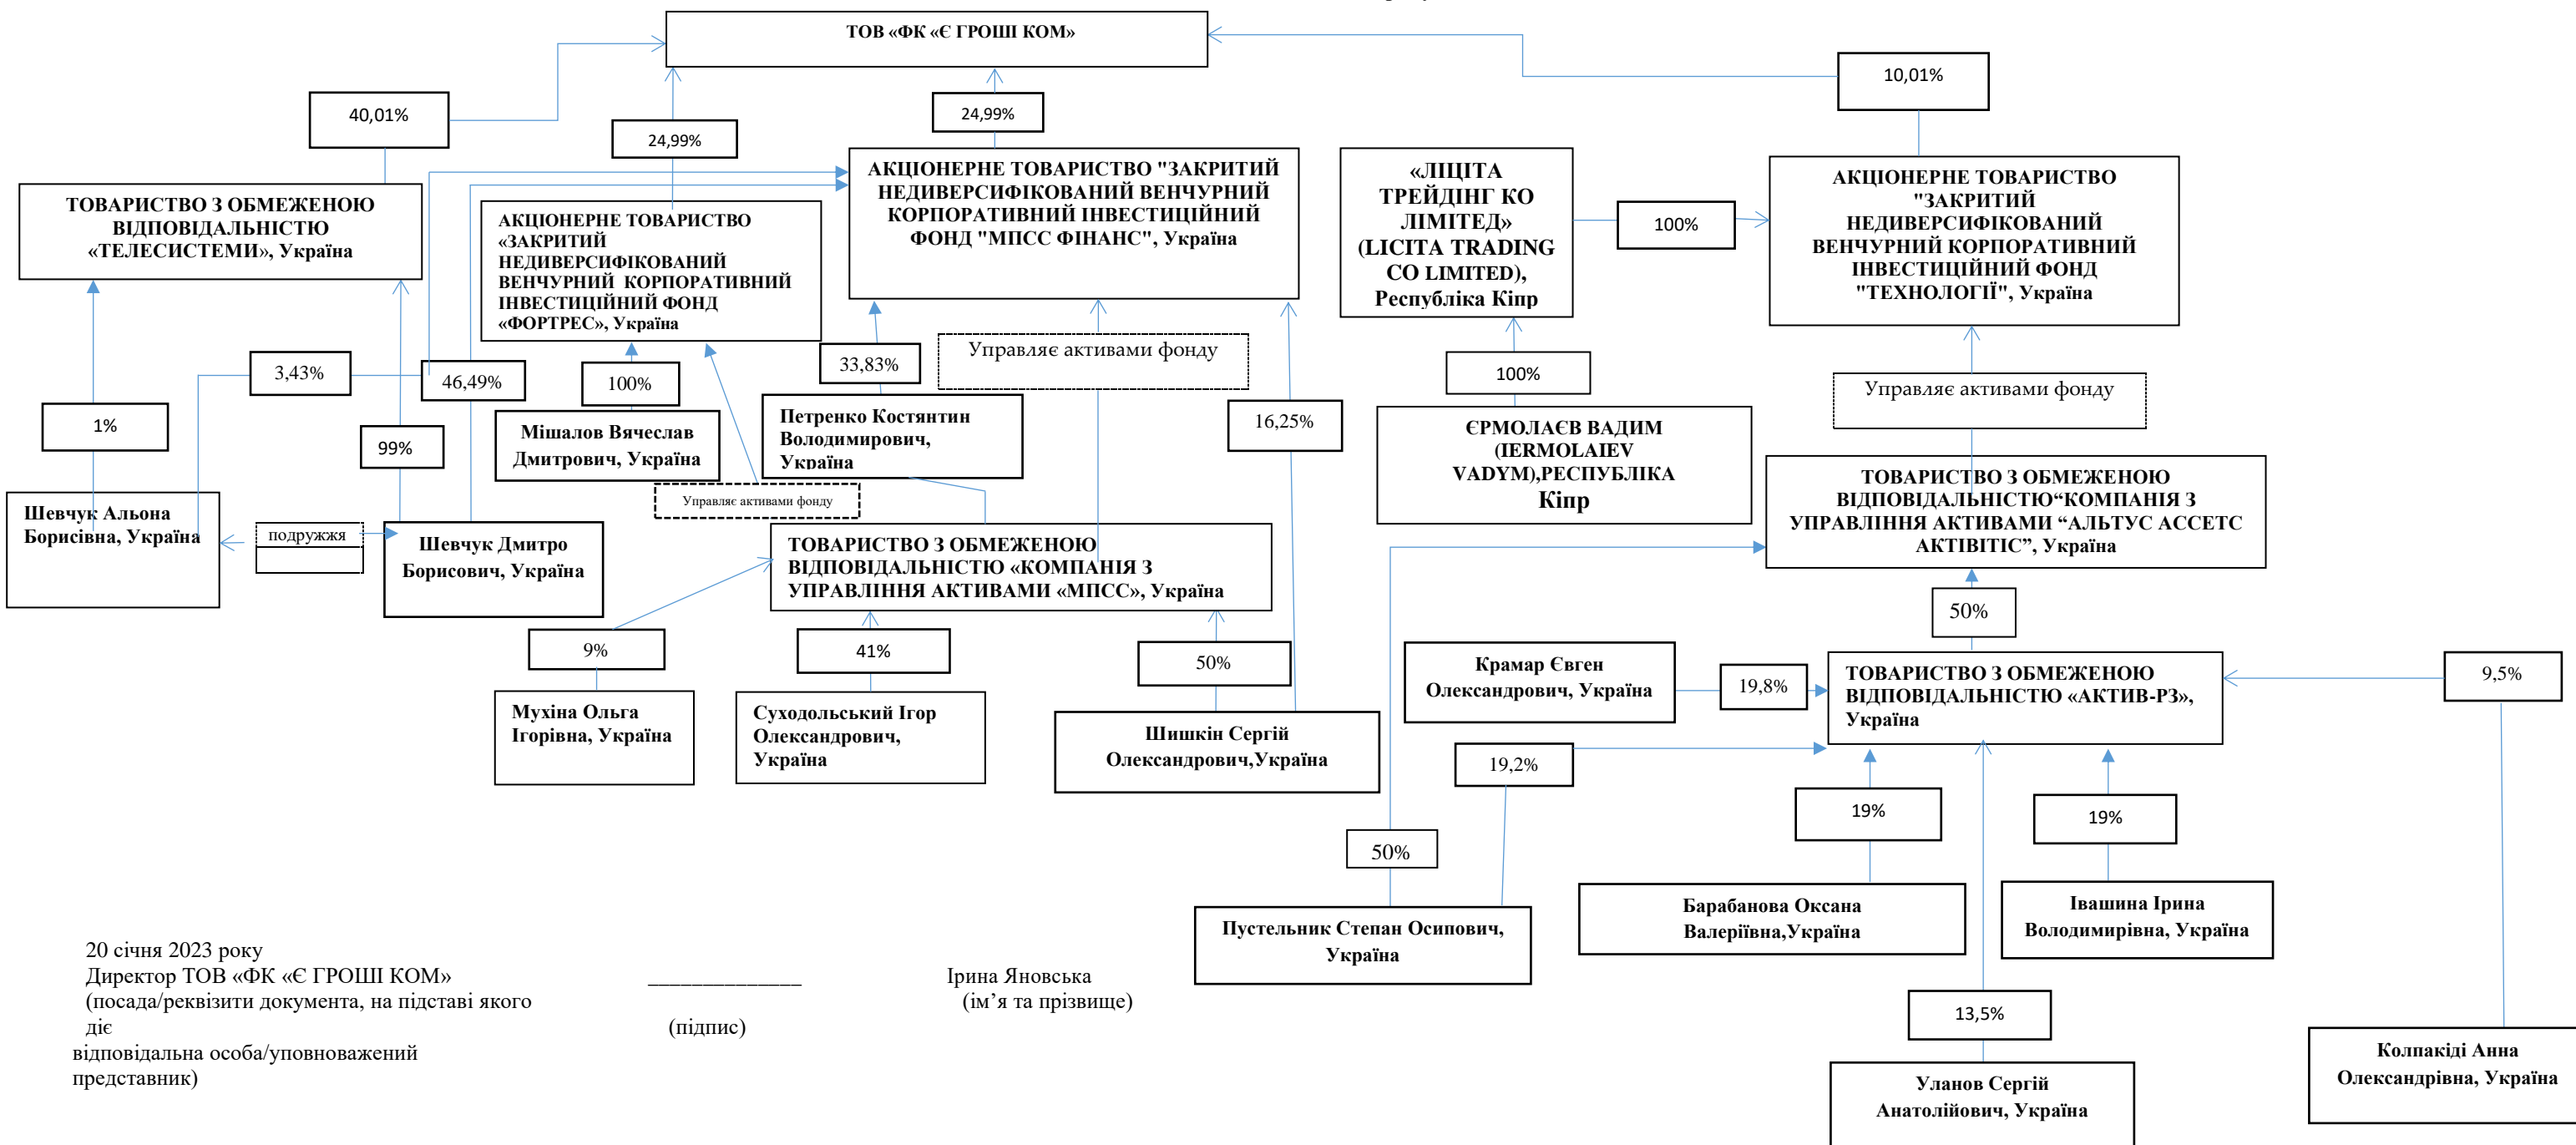 ТОВ «ФК «Є ГРОШІ КОМ»
40,01%
24,99%
24,99%
10,01%
ТОВАРИСТВО З ОБМЕЖЕНОЮ
ВІДПОВІДАЛЬНІСТЮ
«ТЕЛЕСИСТЕМИ», Україна
АКЦІОНЕРНЕ ТОВАРИСТВО
«ЗАКРИТИЙ
НЕДИВЕРСИФІКОВАНИЙ
ВЕНЧУРНИЙ КОРПОРАТИВНИЙ
ІНВЕСТИЦІЙНИЙ ФОНД
«ФОРТРЕС», Україна
АКЦІОНЕРНЕ ТОВАРИСТВО "ЗАКРИТИЙ
НЕДИВЕРСИФІКОВАНИЙ ВЕНЧУРНИЙ
КОРПОРАТИВНИЙ ІНВЕСТИЦІЙНИЙ
ФОНД "МПСС ФІНАНС", Україна
«ЛІЦІТА
ТРЕЙДІНГ КО
ЛІМІТЕД»
(LICITA TRADING
CO LIMITED),
Республіка Кіпр
100%
АКЦІОНЕРНЕ ТОВАРИСТВО
"ЗАКРИТИЙ
НЕДИВЕРСИФІКОВАНИЙ
ВЕНЧУРНИЙ КОРПОРАТИВНИЙ
ІНВЕСТИЦІЙНИЙ ФОНД
"ТЕХНОЛОГІЇ", Україна
3,43%
46,49%
100%
33,83%
Управляє активами фонду
100%
Управляє активами фонду
1%
99%
16,25%
Мішалов Вячеслав
Дмитрович, Україна
Петренко Костянтин
Володимирович,
Україна
ЄРМОЛАЄВ ВАДИМ
(IERMOLAIEV
VADYM),РЕСПУБЛІКА
Кіпр
Управляє активами фонду
ТОВАРИСТВО З ОБМЕЖЕНОЮ
ВІДПОВІДАЛЬНІСТЮ“КОМПАНІЯ З
УПРАВЛІННЯ АКТИВАМИ “АЛЬТУС АССЕТС
АКТІВІТІС”, Україна
Шевчук Альона
Борисівна, Україна
подружжя
Шевчук Дмитро
Борисович, Україна
ТОВАРИСТВО З ОБМЕЖЕНОЮ
ВІДПОВІДАЛЬНІСТЮ «КОМПАНІЯ З
УПРАВЛІННЯ АКТИВАМИ «МПСС», Україна
50%
9%
41%
50%
Крамар Євген
Олександрович, Україна
19,8%
ТОВАРИСТВО З ОБМЕЖЕНОЮ
ВІДПОВІДАЛЬНІСТЮ «АКТИВ-РЗ»,
Україна
9,5%
Мухіна Ольга
Ігорівна, Україна
Суходольський Ігор
Олександрович,
Україна
Шишкін Сергій
Олександрович,Україна
19,2%
19%
19%
50%
Пустельник Степан Осипович,
Україна
Барабанова Оксана
Валеріївна,Україна
Івашина Ірина
Володимирівна, Україна
13,5%
Уланов Сергій
Анатолійович, Україна
Колпакіді Анна
Олександрівна, Україна
20 січня 2023 року
Директор ТОВ «ФК «Є ГРОШІ КОМ» ______________ Ірина Яновська
(посада/реквізити документа, на підставі якого (ім’я та прізвище)
діє (підпис)
відповідальна особа/уповноважений
представник)